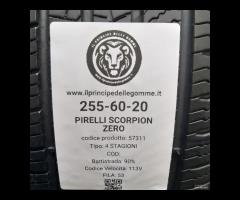 IL PRINCIPE DELLE GOMME
www.ilprincipedellegomme.it
255-60-20
PIRELLI SCORPION
ZERO
codice prodotto: 57311
Tipo: 4 STAGIONI
COD:
Battistrada: 90%
Codice Velocità: 113V
FILA: 53